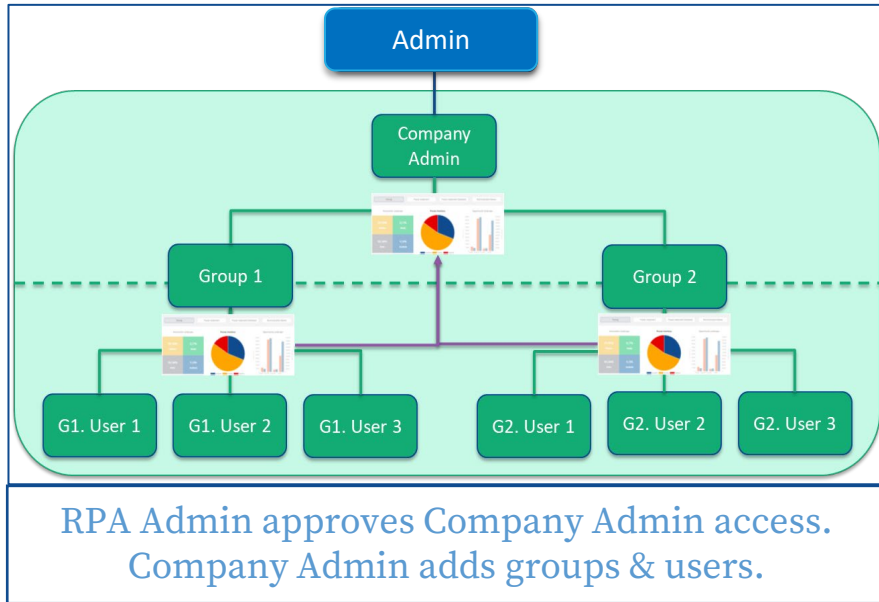 Admin
Company
Admin
Group 1
Group 2
G1. User 1
G1. User 2
G1. User 3
G2. User 1
G2. User 2
G2. User 3
RPA Admin approves Company Admin access.
Company Admin adds groups & users.